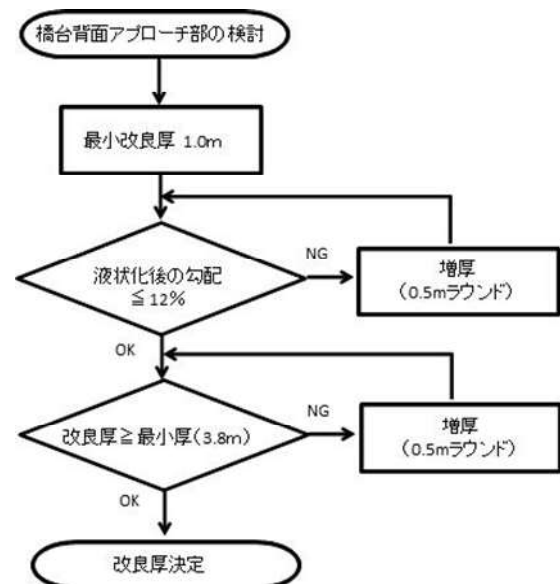 橋台背面アプローチ部の検討
最小改良厚 1.0m
液状化後の勾配
≦12%
NG
増厚
(0.5mラウンド)
OK
改良厚≧最小厚(3.8m)
NG
増厚
(0.5mラウンド)
OK
改良厚決定